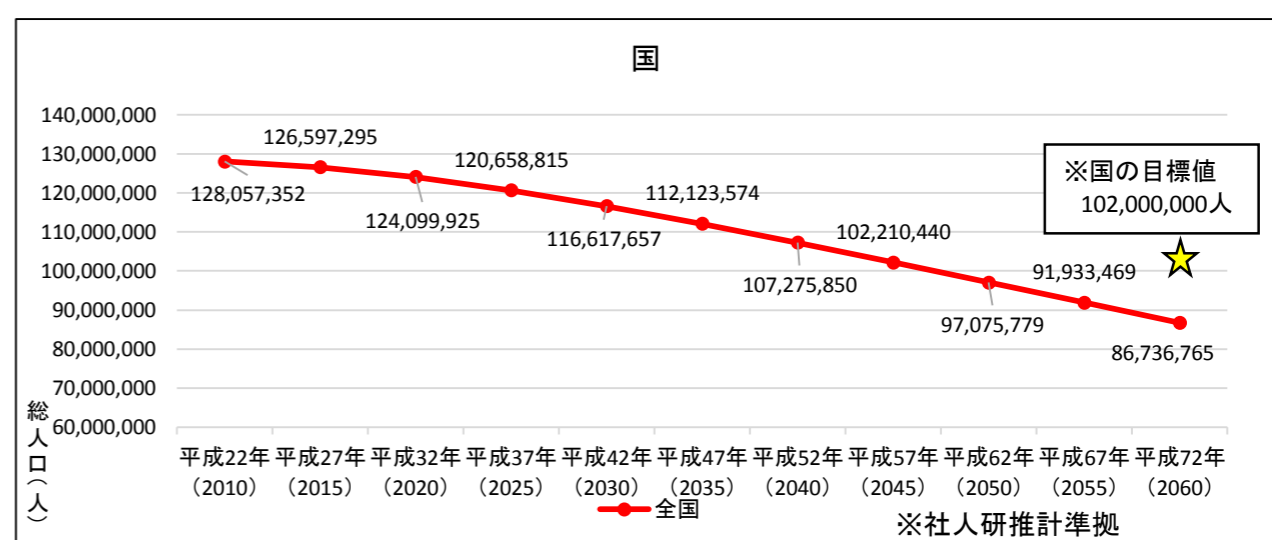 国
140,000,000
130,000,000
120,000,000
110,000,000
100,000,000
90,000,000
80,000,000
70,000,000
60,000,000
総人口（人）
128,057,352
126,597,295
124,099,925
120,658,815
116,617,657
112,123,574
107,275,850
102,210,440
97,075,779
91,933,469
86,736,765
※国の目標値
102,000,000人
平成22年 平成27年 平成32年 平成37年 平成42年 平成47年 平成52年 平成57年 平成62年 平成67年 平成72年
（2010） （2015） （2020） （2025） （2030） （2035） （2040） （2045） （2050） （2055） （2060）
全国
※社人研推計準拠